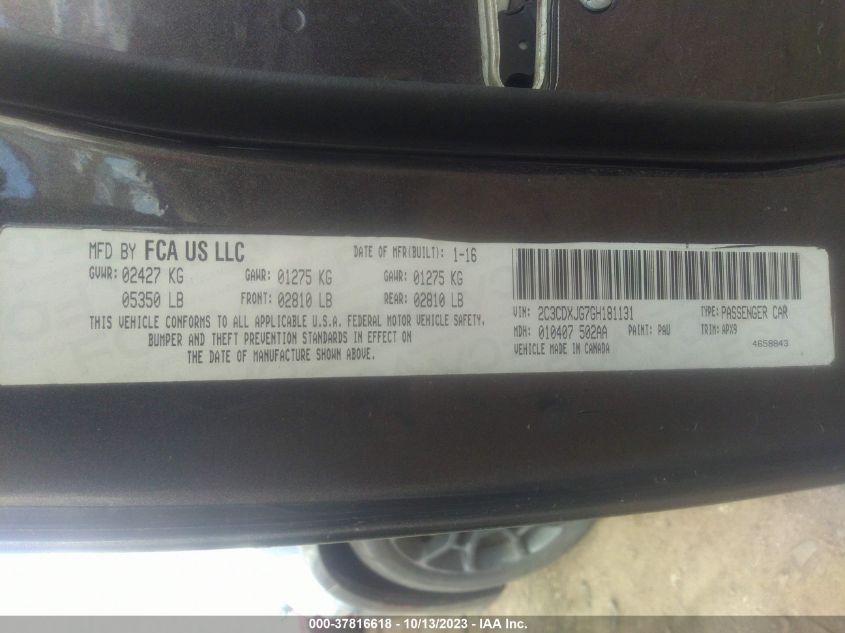 MFD BY FCA US LLC DATE OF MFR(BUILT): 1-16
GVWR: 02427 KG GAWR: 01275 KG GAWR: 01275 KG
05350 LB FRONT: 02810 LB REAR: 02810 LB
THIS VEHICLE CONFORMS TO ALL APPLICABLE U.S.A. FEDERAL MOTOR VEHICLE SAFETY,
BUMPER AND THEFT PREVENTION STANDARDS IN EFFECT ON
THE DATE OF MANUFACTURE SHOWN ABOVE.
VIN: 2C3CDXJG7GH181131 TYPE: PASSENGER CAR
MDH: 010407 502AA PAINT: PAU TRIM: APX9
VEHICLE MADE IN CANADA 4658843
000-37816618 - 10/13/2023 - IAA Inc.